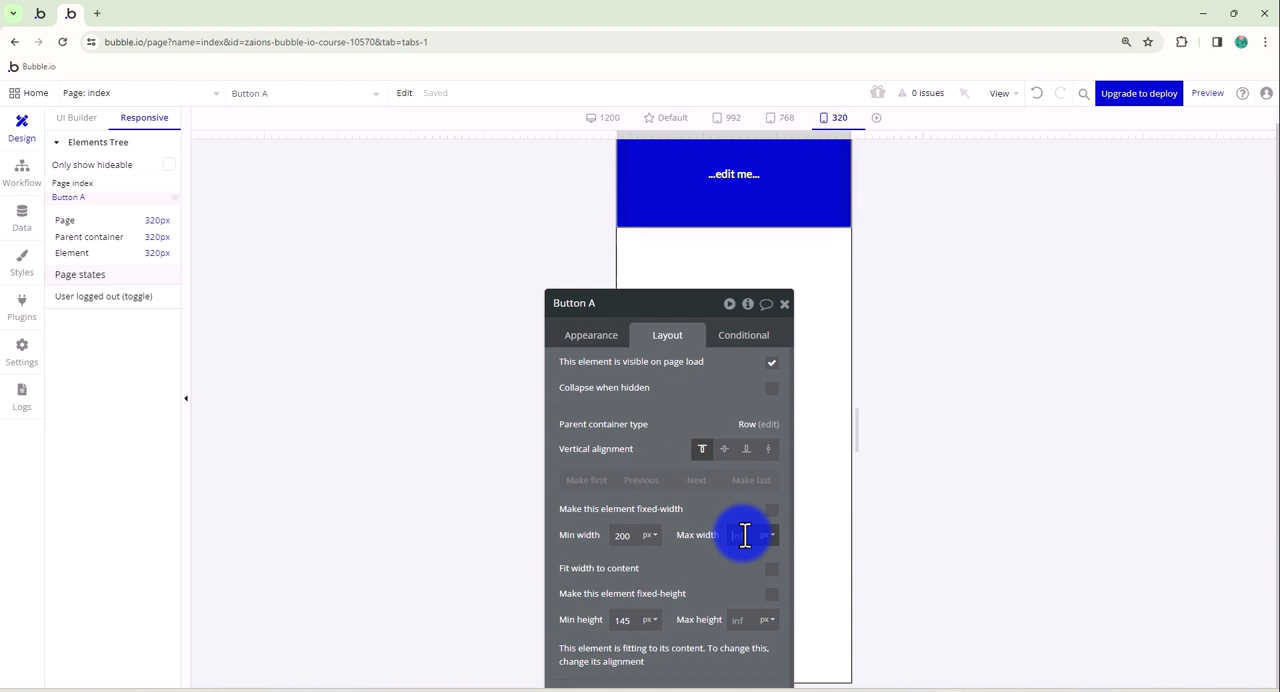 bubble.io/page?name=index&id=zaions-bubble-io-course-10570&tab=tabs-1
Bubble.io
Home
Page: index
Button A
Edit
Saved
0 issues
View
Upgrade to deploy
Preview
Design
Workflow
Data
Styles
Plugins
Settings
Logs
UI Builder
Responsive
Elements Tree
Only show hideable
Page index
Button A
Page 320px
Parent container 320px
Element 320px
Page states
User logged out (toggle)
1200
Default
992
768
320
...edit me...
Button A
Appearance
Layout
Conditional
This element is visible on page load
Collapse when hidden
Parent container type Row (edit)
Vertical alignment
Make first Previous Next Make last
Make this element fixed-width
Min width 200 px Max width inf px
Fit width to content
Make this element fixed-height
Min height 145 px Max height inf px
This element is fitting to its content. To change this,
change its alignment